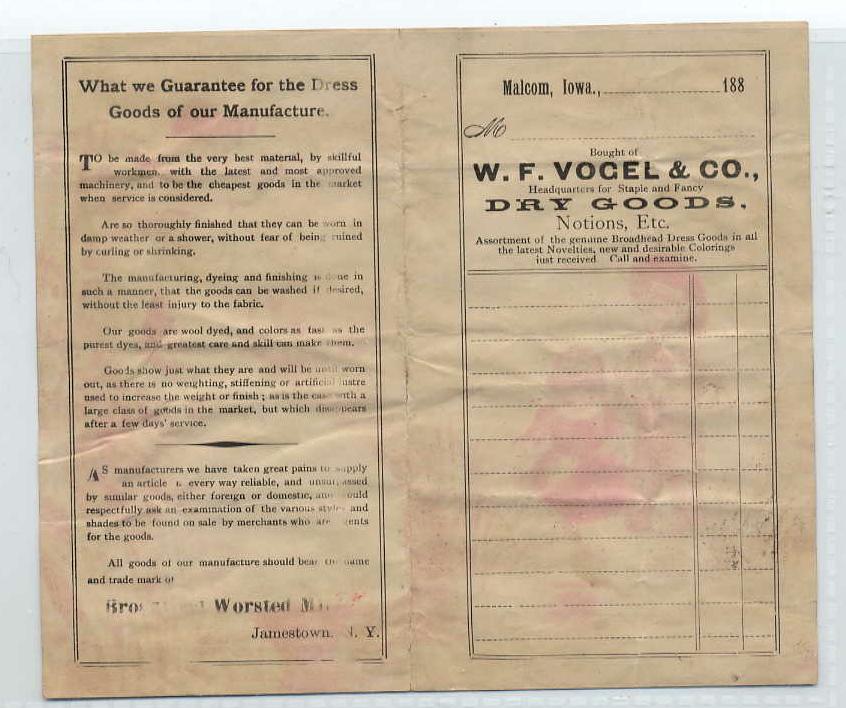 What we Guarantee for the Dress
Goods of our Manufacture.
TO be made from the very best material, by skillful
workmen, with the latest and most approved
machinery, and to be the cheapest goods in the market
when service is considered.
Are so thoroughly finished that they can be worn in
damp weather or a shower, without fear of being ruined
by curling or shrinking.
The manufacturing, dyeing and finishing is done in
such a manner, that the goods can be washed if desired,
without the least injury to the fabric.
Our goods are wool dyed, and colors as fast as the
purest dyes, and greatest care and skill can make them.
Goods show just what they are and will be until worn
out, as there is no weighting, stiffening or artificial lustre
used to increase the weight or finish; as is the case with a
large class of goods in the market, but which disappears
after a few days' service.
AS manufacturers we have taken great pains to supply
an article in every way reliable, and unsurpassed
by similar goods, either foreign or domestic, and would
respectfully ask an examination of the various styles and
shades to be found on sale by merchants who are agents
for the goods.
All goods of our manufacture should bear the name
and trade mark of
Worsted
Jamestown, N. Y.
Malcom, Iowa., 188
M
Bought of
W. F. VOGEL & CO.,
Headquarters for Staple and Fancy
DRY GOODS,
Notions, Etc.
Assortment of the genuine Broadhead Dress Goods in all
the latest Novelties, new and desirable Colorings
just received. Call and examine.